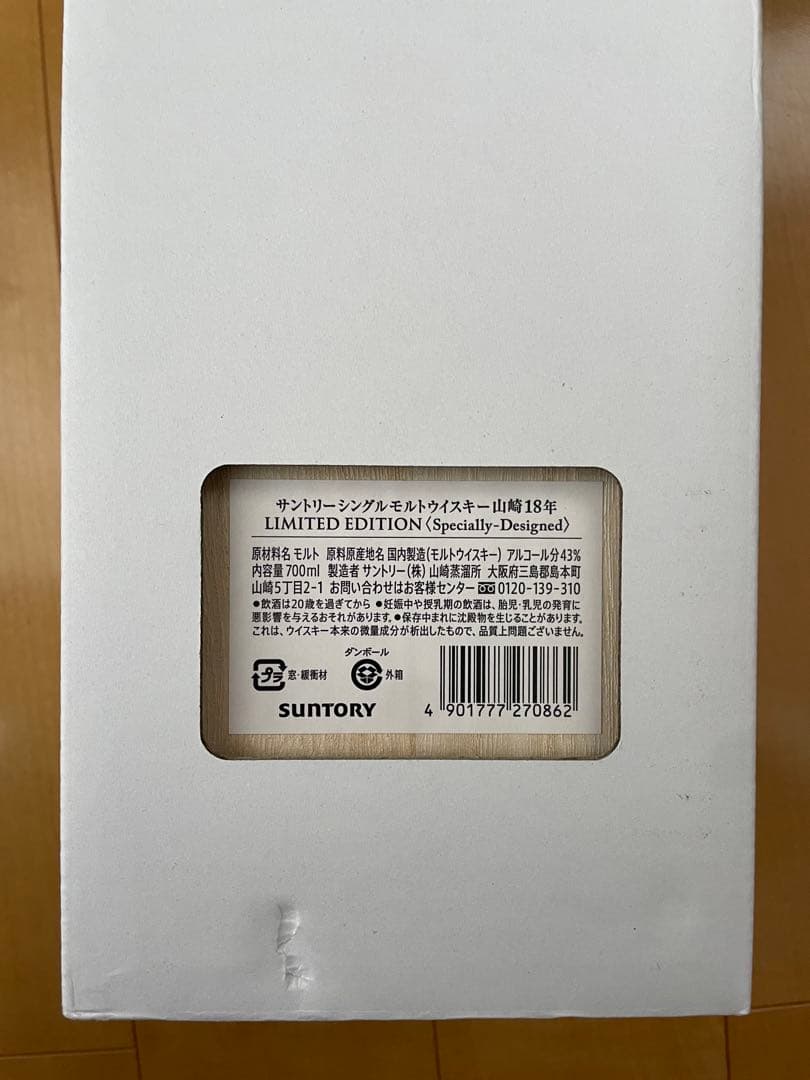 サントリーシングルモルトウイスキー山崎18年
LIMITED EDITION〈Specially-Designed〉
原材料名 モルト 原料原産地名 国内製造(モルトウイスキー) アルコール分43%
内容量 700ml 製造者 サントリー(株) 山崎蒸溜所 大阪府三島郡島本町
山崎5丁目2-1 お問い合わせはお客様センター 0120-139-310
●飲酒は20歳を過ぎてから ●妊娠中や授乳期の飲酒は、胎児・乳児の発育に
悪影響を与えるおそれがあります。●保存中まれに沈殿物を生じることがあります。
これは、ウイスキー本来の微量成分が析出したもので、品質上問題ございません。
プラ 窓・緩衝材
ダンボール
外箱
SUNTORY
4 901777 270862